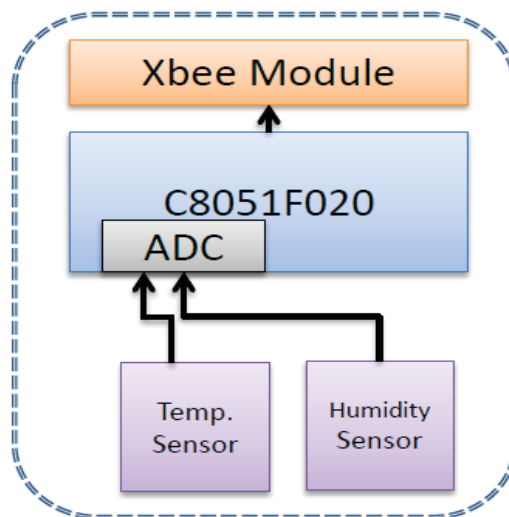 Xbee Module
C8051F020
ADC
Temp.
Sensor
Humidity
Sensor